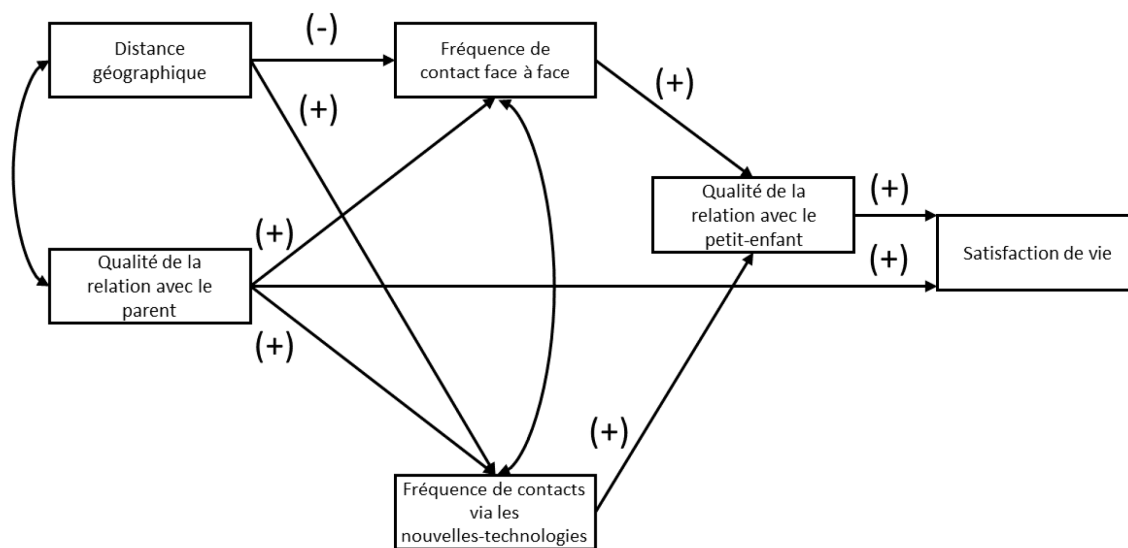 Distance
géographique
(-)
(+)
Fréquence de
contact face à face
(+)
Qualité de la
relation avec le
petit-enfant
(+)
(+)
Satisfaction de vie
Qualité de la
relation avec le
parent
(+)
(+)
(+)
Fréquence de contacts
via les
nouvelles-technologies